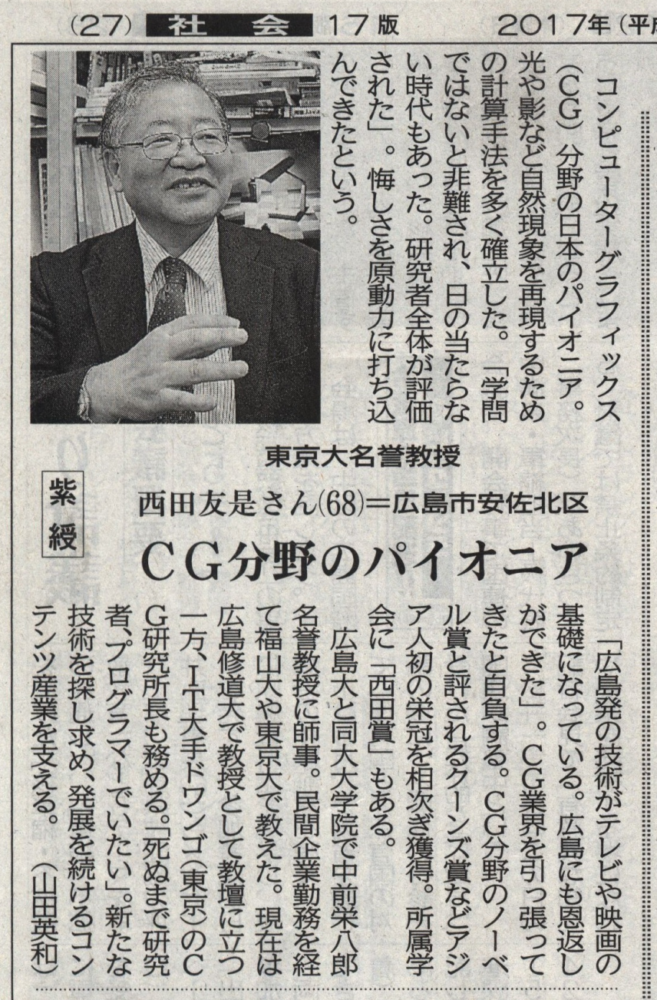 (27) 社会 17版 2017年(平成
コンピューターグラフィックス
(CG)分野の日本のパイオニア。
光や影など自然現象を再現するため
の計算手法を多く確立した。「学問
ではないと非難され、日の当たらな
い時代もあった。研究者全体が評価
された」。悔しさを原動力に打ち込
んできたという。
東京大名誉教授
西田友是さん(68)=広島市安佐北区
紫綬
CG分野のパイオニア
「広島発の技術がテレビや映画の
基礎になっている。広島にも恩返し
ができた」。CG業界を引っ張って
きたと自負する。CG分野のノーベ
ル賞と評されるクーンズ賞などアジ
ア人初の栄冠を相次ぎ獲得。所属学
会に「西田賞」もある。
広島大と同大大学院で中前栄八郎
名誉教授に師事。民間企業勤務を経
て福山大や東京大で教えた。現在は
広島修道大で教授として教壇に立つ
一方、IT大手ドワンゴ(東京)のC
G研究所長も務める。「死ぬまで研究
者、プログラマーでいたい」。新たな
技術を探し求め、発展を続けるコン
テンツ産業を支える。(山田英和)